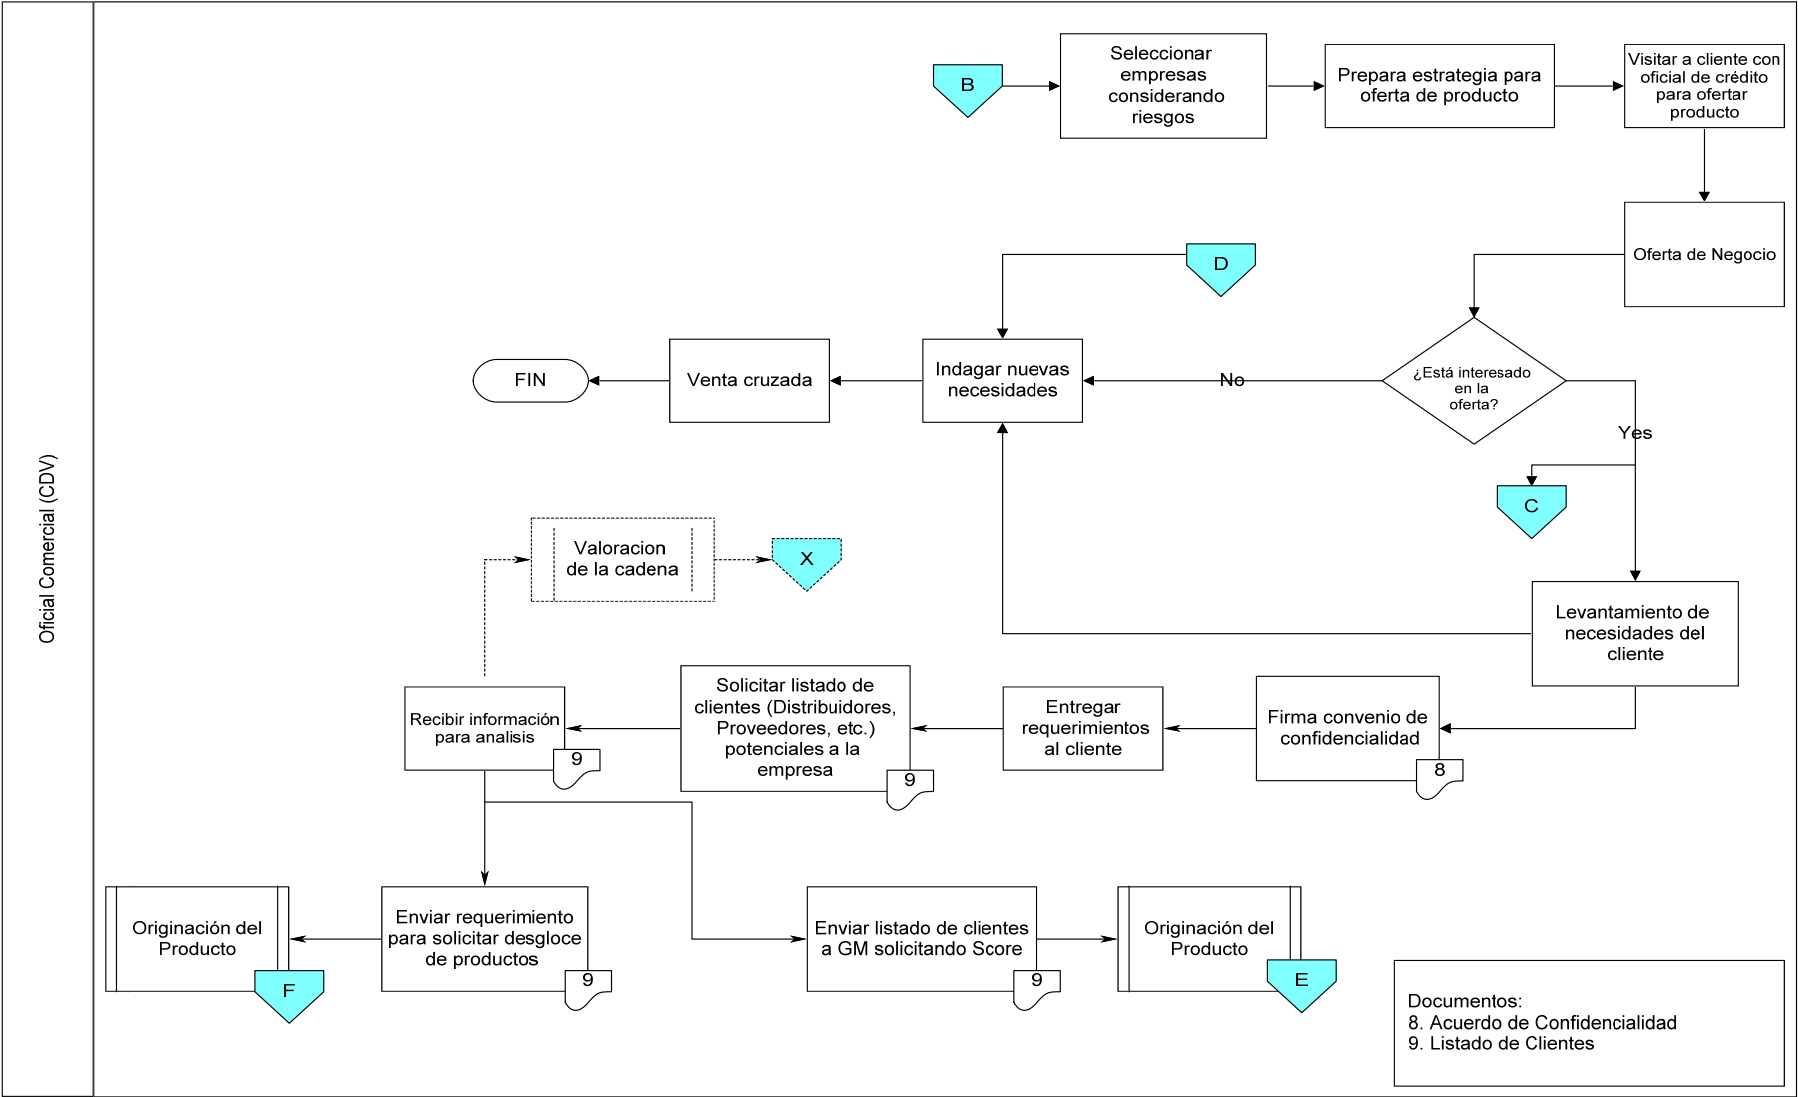 Oficial Comercial (CDV)
B
Seleccionar
empresas
considerando
riesgos
Prepara estrategia para
oferta de producto
Visitar a cliente con
oficial de crédito
para ofertar
producto
Oferta de Negocio
D
FIN
Venta cruzada
Indagar nuevas
necesidades
No
¿Está interesado
en la
oferta?
Yes
C
Valoracion
de la cadena
X
Levantamiento de
necesidades del
cliente
Recibir información
para analisis
9
Solicitar listado de
clientes (Distribuidores,
Proveedores, etc.)
potenciales a la
empresa
9
Entregar
requerimientos
al cliente
Firma convenio de
confidencialidad
8
Originación del
Producto
F
Enviar requerimiento
para solicitar desgloce
de productos
9
Enviar listado de clientes
a GM solicitando Score
9
Originación del
Producto
E
Documentos:
8. Acuerdo de Confidencialidad
9. Listado de Clientes